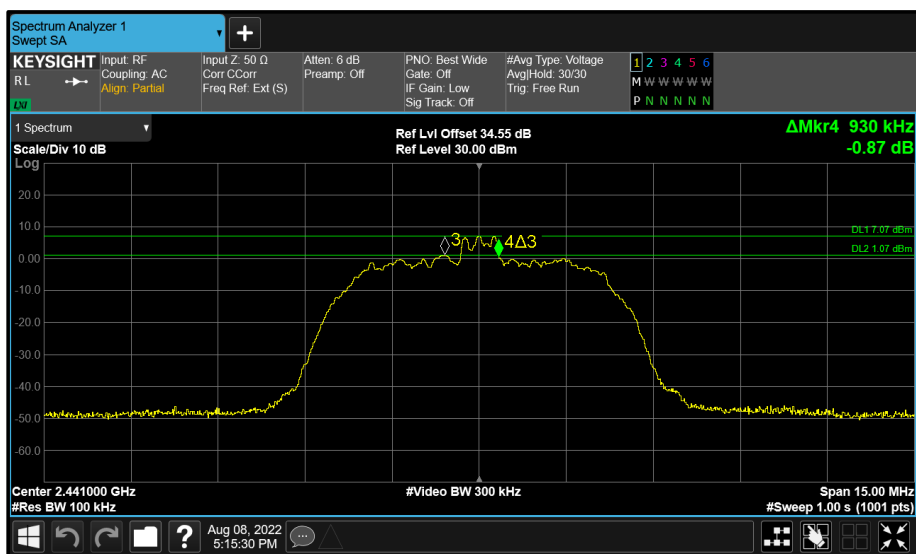 Spectrum Analyzer 1
Swept SA
KEYSIGHT
RL
LXI
Input: RF
Coupling: AC
Align: Partial
Input Z: 50 Ω
Corr CCorr
Freq Ref: Ext (S)
Atten: 6 dB
Preamp: Off
PNO: Best Wide
Gate: Off
IF Gain: Low
Sig Track: Off
#Avg Type: Voltage
Avg|Hold: 30/30
Trig: Free Run
1 2 3 4 5 6
M W W W W W
P N N N N N
1 Spectrum
Scale/Div 10 dB
Log
Ref Lvl Offset 34.55 dB
Ref Level 30.00 dBm
ΔMkr4 930 kHz
-0.87 dB
20.0
10.0
0.00
-10.0
-20.0
-30.0
-40.0
-50.0
-60.0
3
4Δ3
DL1 7.07 dBm
DL2 1.07 dBm
Center 2.441000 GHz
#Res BW 100 kHz
#Video BW 300 kHz
Span 15.00 MHz
#Sweep 1.00 s (1001 pts)
?
Aug 08, 2022
5:15:30 PM